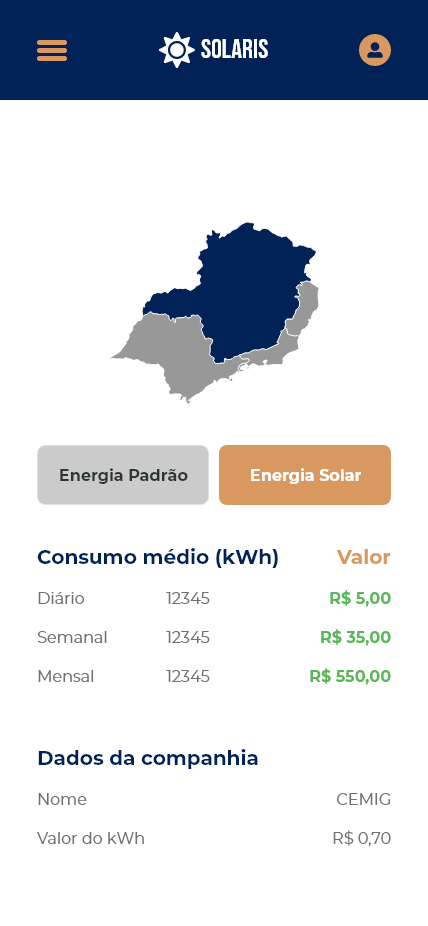 SOLARIS
Energia Padrão Energia Solar
Consumo médio (kWh) Valor
Diário 12345 R$ 5,00
Semanal 12345 R$ 35,00
Mensal 12345 R$ 550,00
Dados da companhia
Nome CEMIG
Valor do kWh R$ 0,70